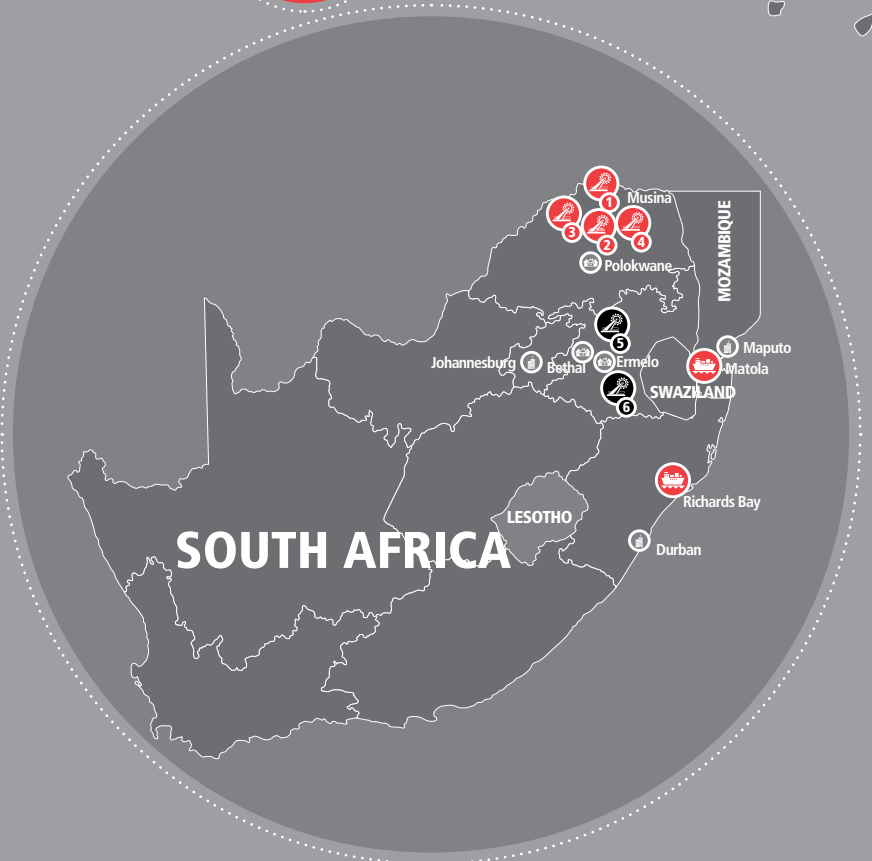 1
Musina
3
2
4
Polokwane
MOZAMBIQUE
5
Maputo
Johannesburg
Bethal
Ermelo
Matola
SWAZILAND
6
Richards Bay
LESOTHO
SOUTH AFRICA
Durban